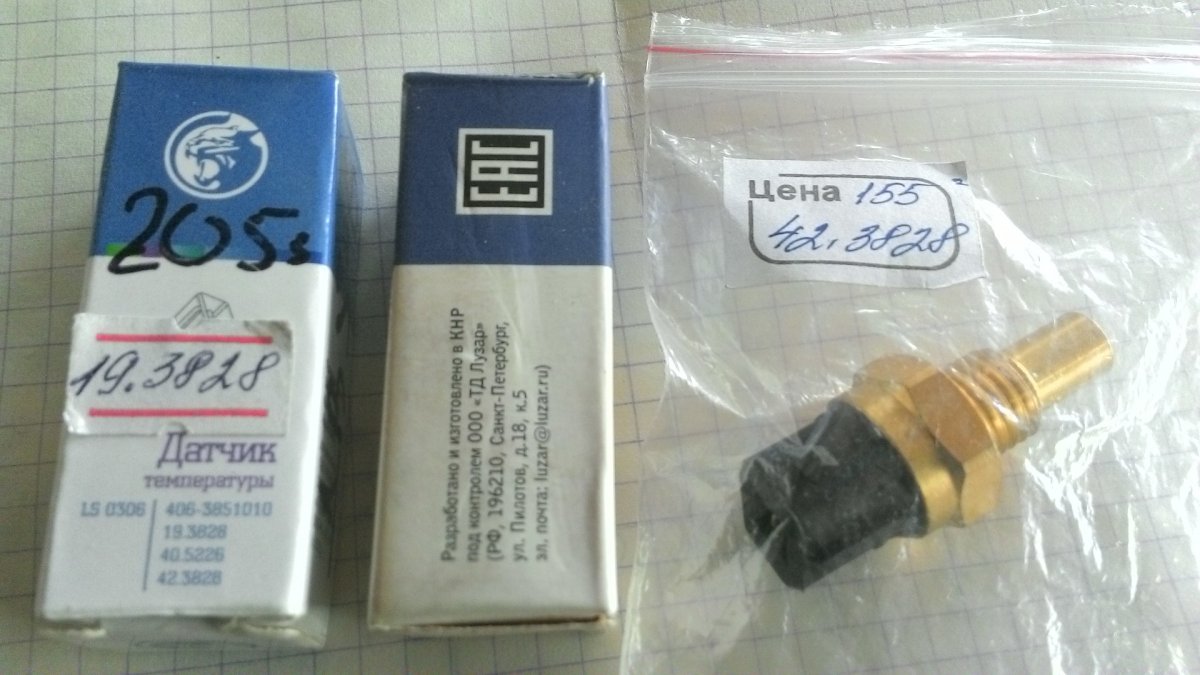 205
19.3828
Датчик
температуры
LS 0306
406-3851010
19.3828
40.5226
42.3828
EAC
Разработано и изготовлено в КНР
под контролем ООО «ТД Лузар»
(РФ, 196210, Санкт-Петербург,
ул. Пилотов, д.18, к.5
эл. почта: luzar@luzar.ru)
Цена 155
42.3828